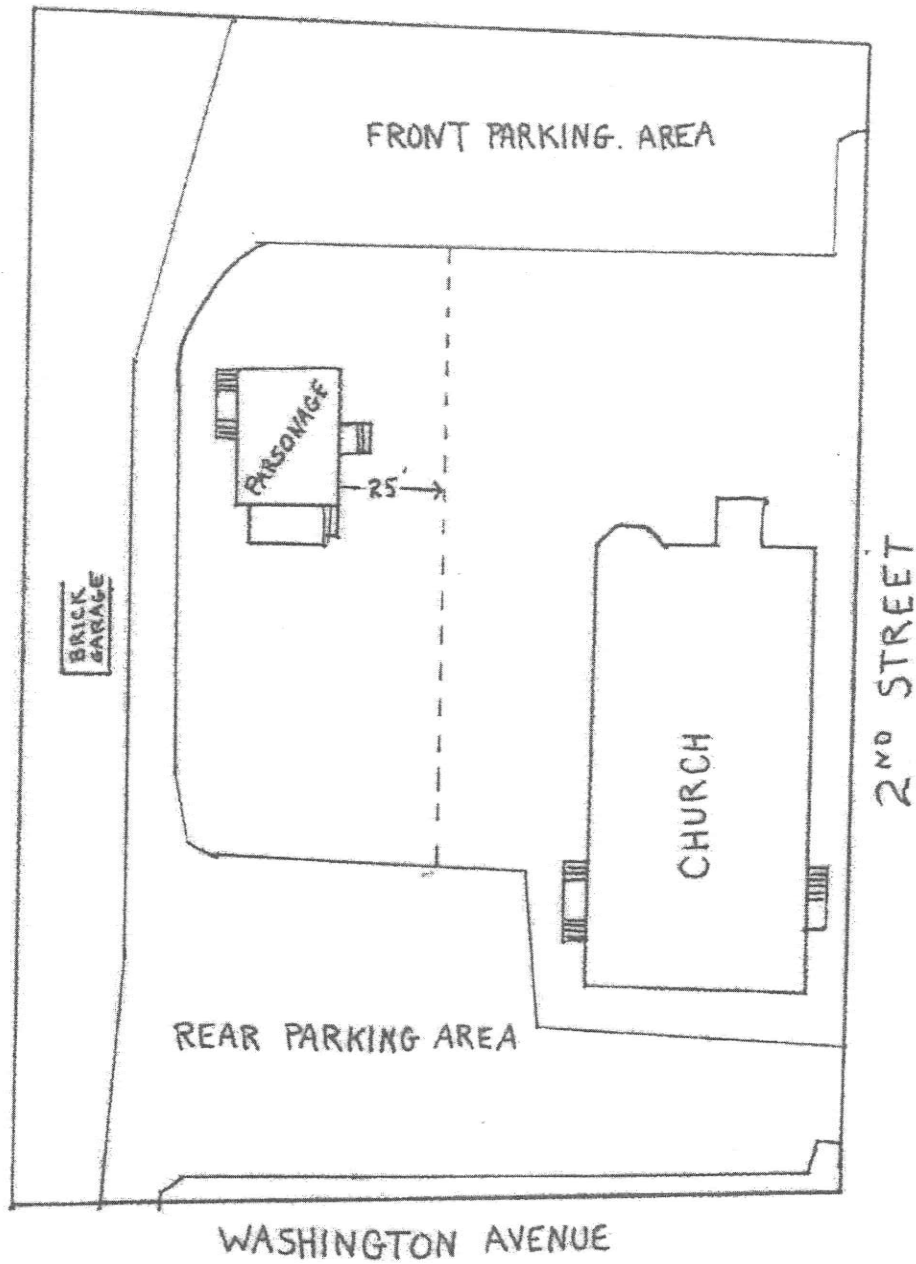 FRONT PARKING. AREA
PARSONAGE
25'
BRICK
GARAGE
2ND STREET
CHURCH
REAR PARKING AREA
WASHINGTON AVENUE